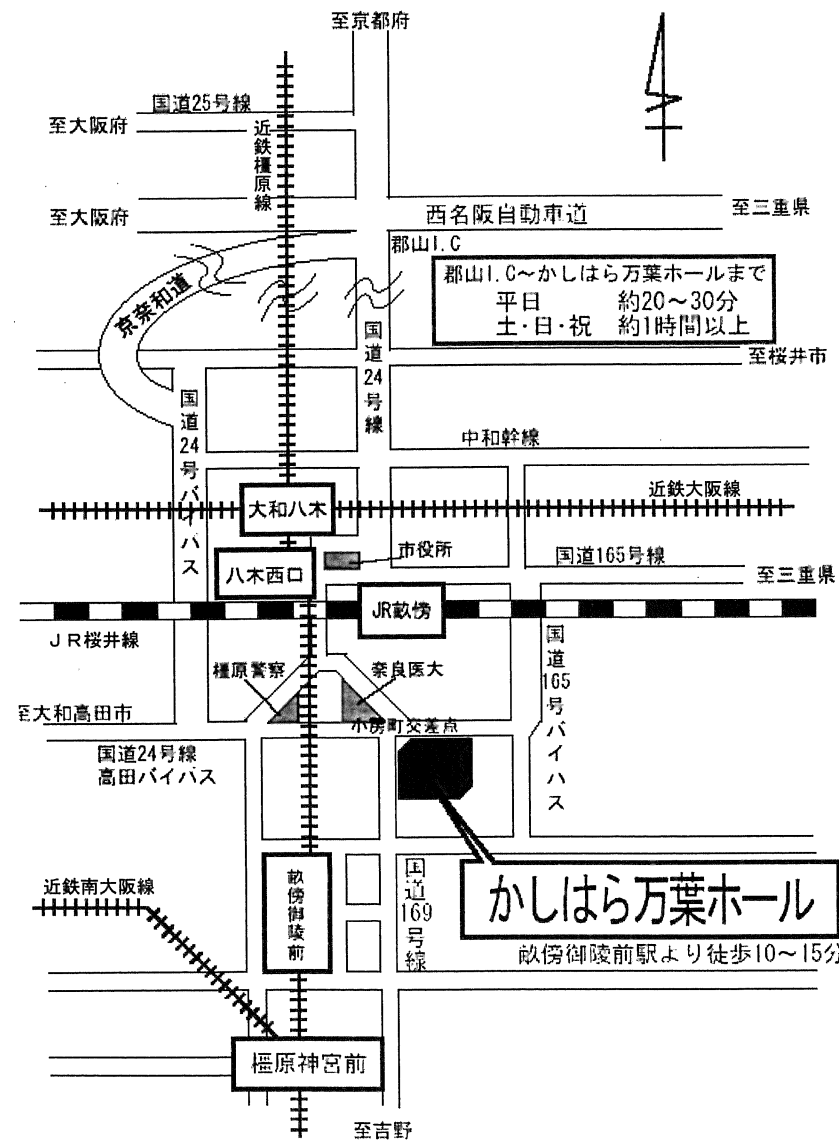 至京都府
国道25号線
至大阪府
近鉄橿原線
至大阪府
西名阪自動車道
至三重県
郡山I.C
郡山I.C～かしはら万葉ホールまで
平日 約20～30分
土・日・祝 約1時間以上
京奈和道
国道24号線
至桜井市
国道24号バイパス
中和幹線
近鉄大阪線
大和八木
市役所
国道165号線
八木西口
至三重県
JR畝傍
JR桜井線
国道165号バイパス
橿原警察
奈良医大
至大和高田市
小房町交差点
国道24号線
高田バイパス
畝傍御陵前
国道169号線
近鉄南大阪線
かしはら万葉ホール
畝傍御陵前駅より徒歩10～15分
橿原神宮前
至吉野